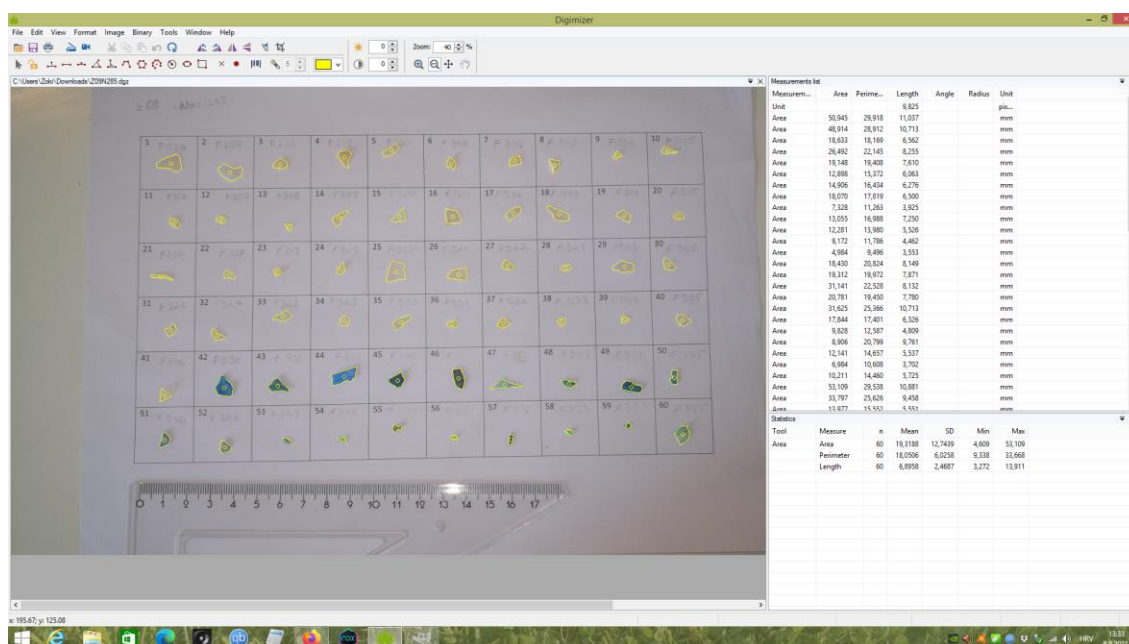 Digimizer
File Edit View Format Image Binary Tools Window Help
0 Zoom: 40 %
5 0
C:\Users\Zoki\Downloads\Z09N285.dgz
1 2 3 4 5 6 7 8 9 10
11 12 13 14 15 16 17 18 19 20
21 22 23 24 25 26 27 28 29 30
31 32 33 34 35 36 37 38 39 40
41 42 43 44 45 46 47 48 49 50
51 52 53 54 55 56 57 58 59 60
0 1 2 3 4 5 6 7 8 9 10 11 12 13 14 15 16 17
Measurements list
Measurem... Area Perime... Length Angle Radius Unit
Unit 9,825 pix...
Area 50,945 29,918 11,037 mm
Area 48,914 28,912 10,713 mm
Area 18,633 18,169 6,562 mm
Area 26,492 22,145 8,255 mm
Area 19,148 19,408 7,610 mm
Area 12,898 15,372 6,063 mm
Area 14,906 16,434 6,276 mm
Area 18,070 17,819 6,500 mm
Area 7,328 11,263 3,925 mm
Area 13,055 16,988 7,250 mm
Area 12,281 13,980 5,526 mm
Area 9,172 11,786 4,462 mm
Area 4,984 9,496 3,553 mm
Area 18,430 20,824 8,149 mm
Area 19,312 19,972 7,871 mm
Area 31,141 22,528 8,132 mm
Area 20,781 19,450 7,780 mm
Area 31,625 25,366 10,713 mm
Area 17,844 17,401 6,326 mm
Area 9,828 12,587 4,809 mm
Area 8,906 20,799 9,761 mm
Area 12,141 14,657 5,537 mm
Area 6,984 10,608 3,702 mm
Area 10,211 14,460 5,725 mm
Area 53,109 29,538 10,881 mm
Area 33,797 25,626 9,458 mm
Area 13,977 15,552 5,551 mm
Statistics
Tool Measure n Mean SD Min Max
Area Area 60 19,3188 12,7439 4,609 53,109
Perimeter 60 18,0506 6,0258 9,338 33,668
Length 60 6,8958 2,4687 3,272 13,911
x: 195.67; y: 125.08
HRV 13:33